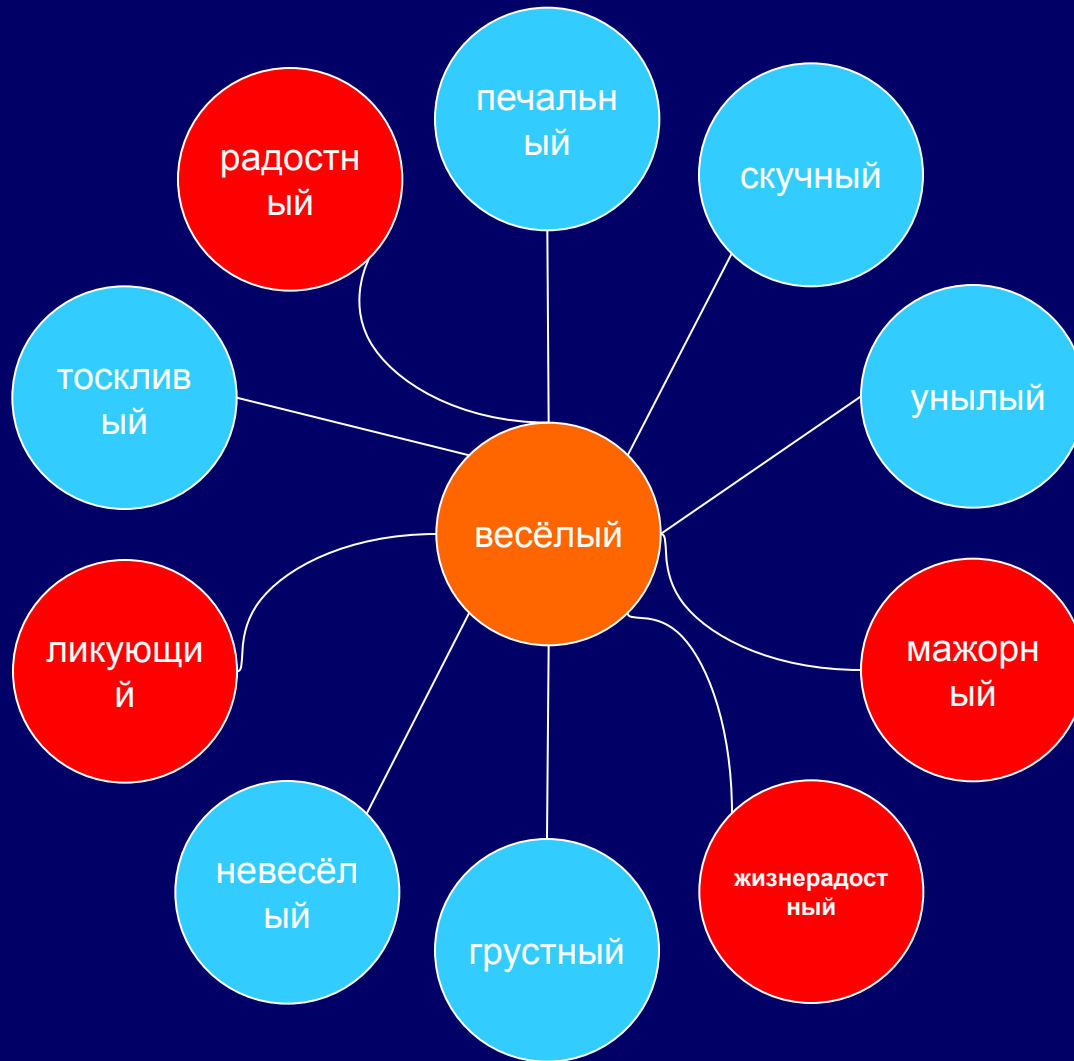 печальн
ый
радостн
ый
скучный
тосклив
ый
унылый
весёлый
ликующи
й
мажорн
ый
невесёл
ый
жизнерадост
ный
грустный